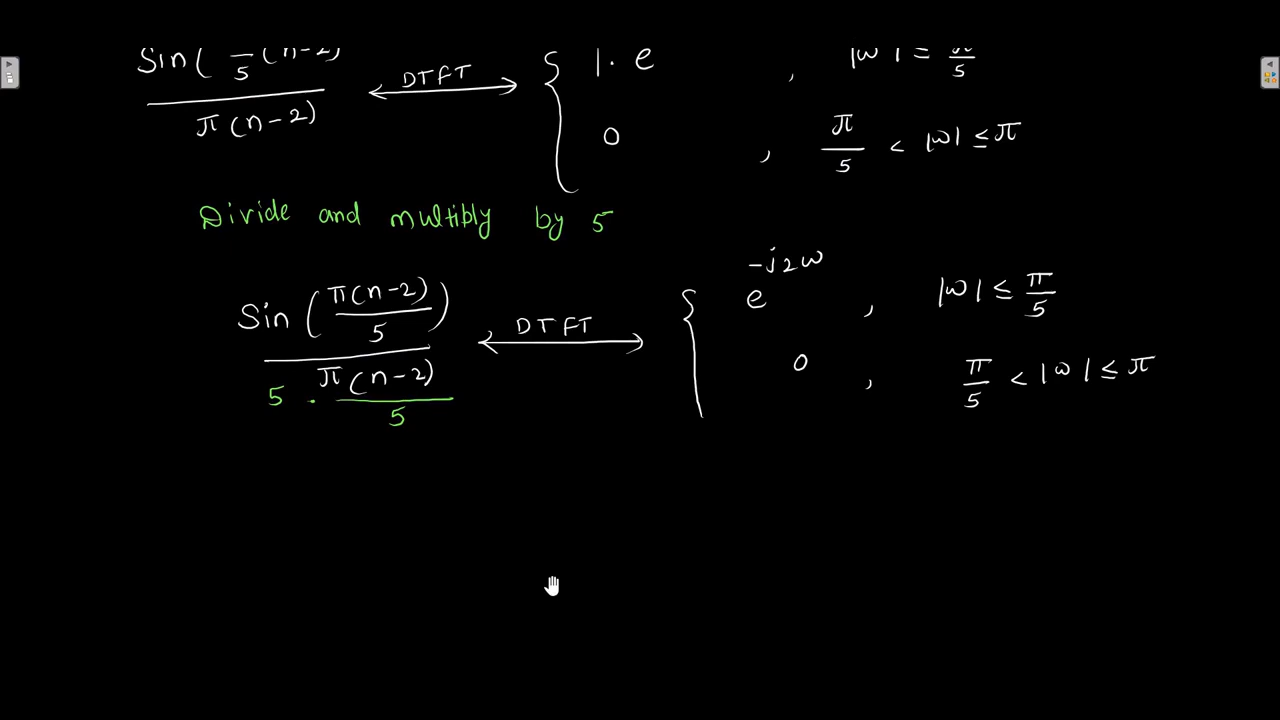 Sin( π/5 (n-2) / π(n-2) <-DTFT-> { 1. e , |ω| = π/5
0 , π/5 < |ω| ≤ π
Divide and multibly by 5
Sin (π(n-2)/5) / 5 . π(n-2)/5 <-DTFT-> { e^-j2ω , |ω| ≤ π/5
0 , π/5 < |ω| ≤ π